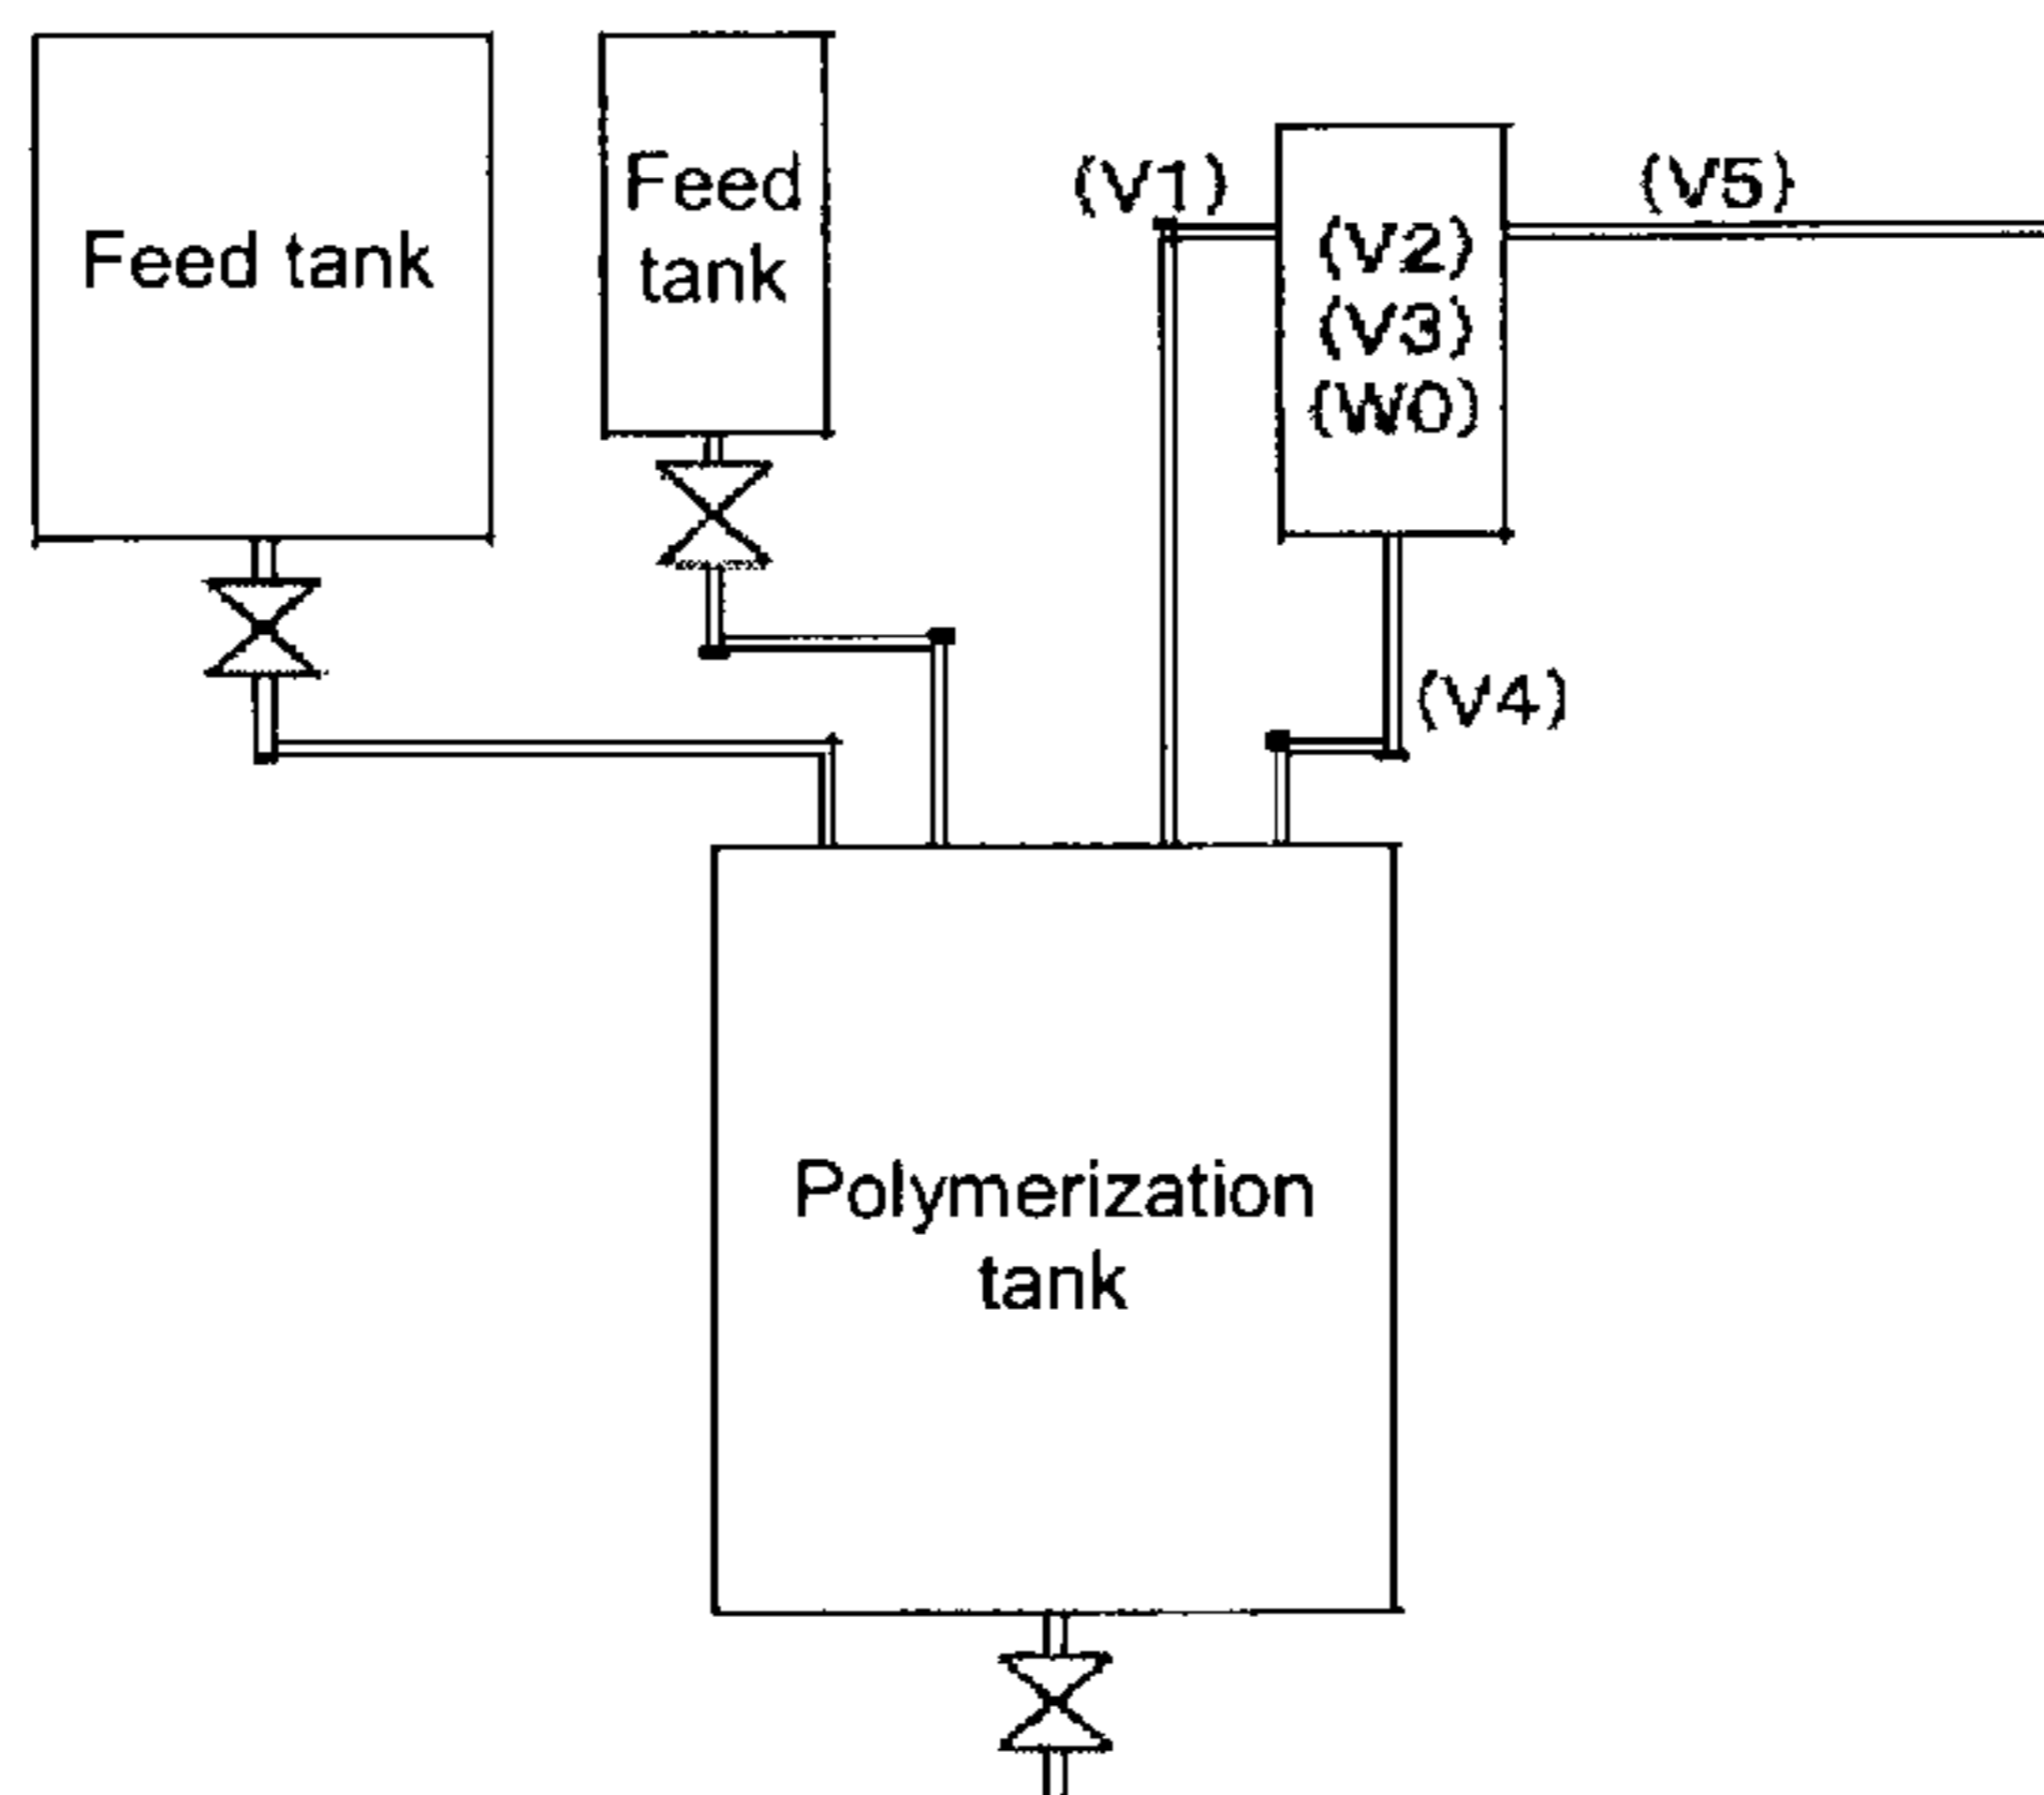 Feed tank
Feed
tank
(V1)
(V2)
(V3)
(W0)
(V5)
(V4)
Polymerization
tank